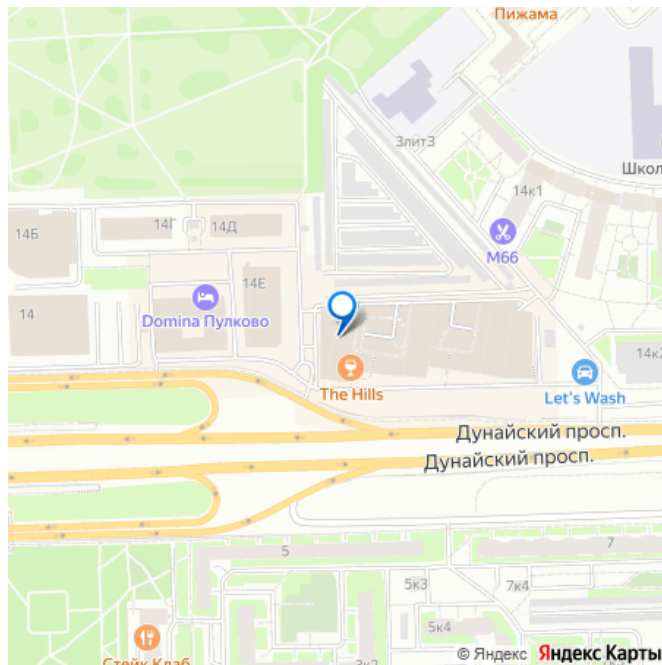 Пижама
3литЗ
Школ
14к1
14Г
14Д
14Б
М66
14Е
Domina Пулково
14
14к2
The Hills
Let's Wash
Дунайский просп.
Дунайский просп.
5
7
5к3
7к4
5к4
Стейк Клаб
3к2
© Яндекс Яндекс Карты